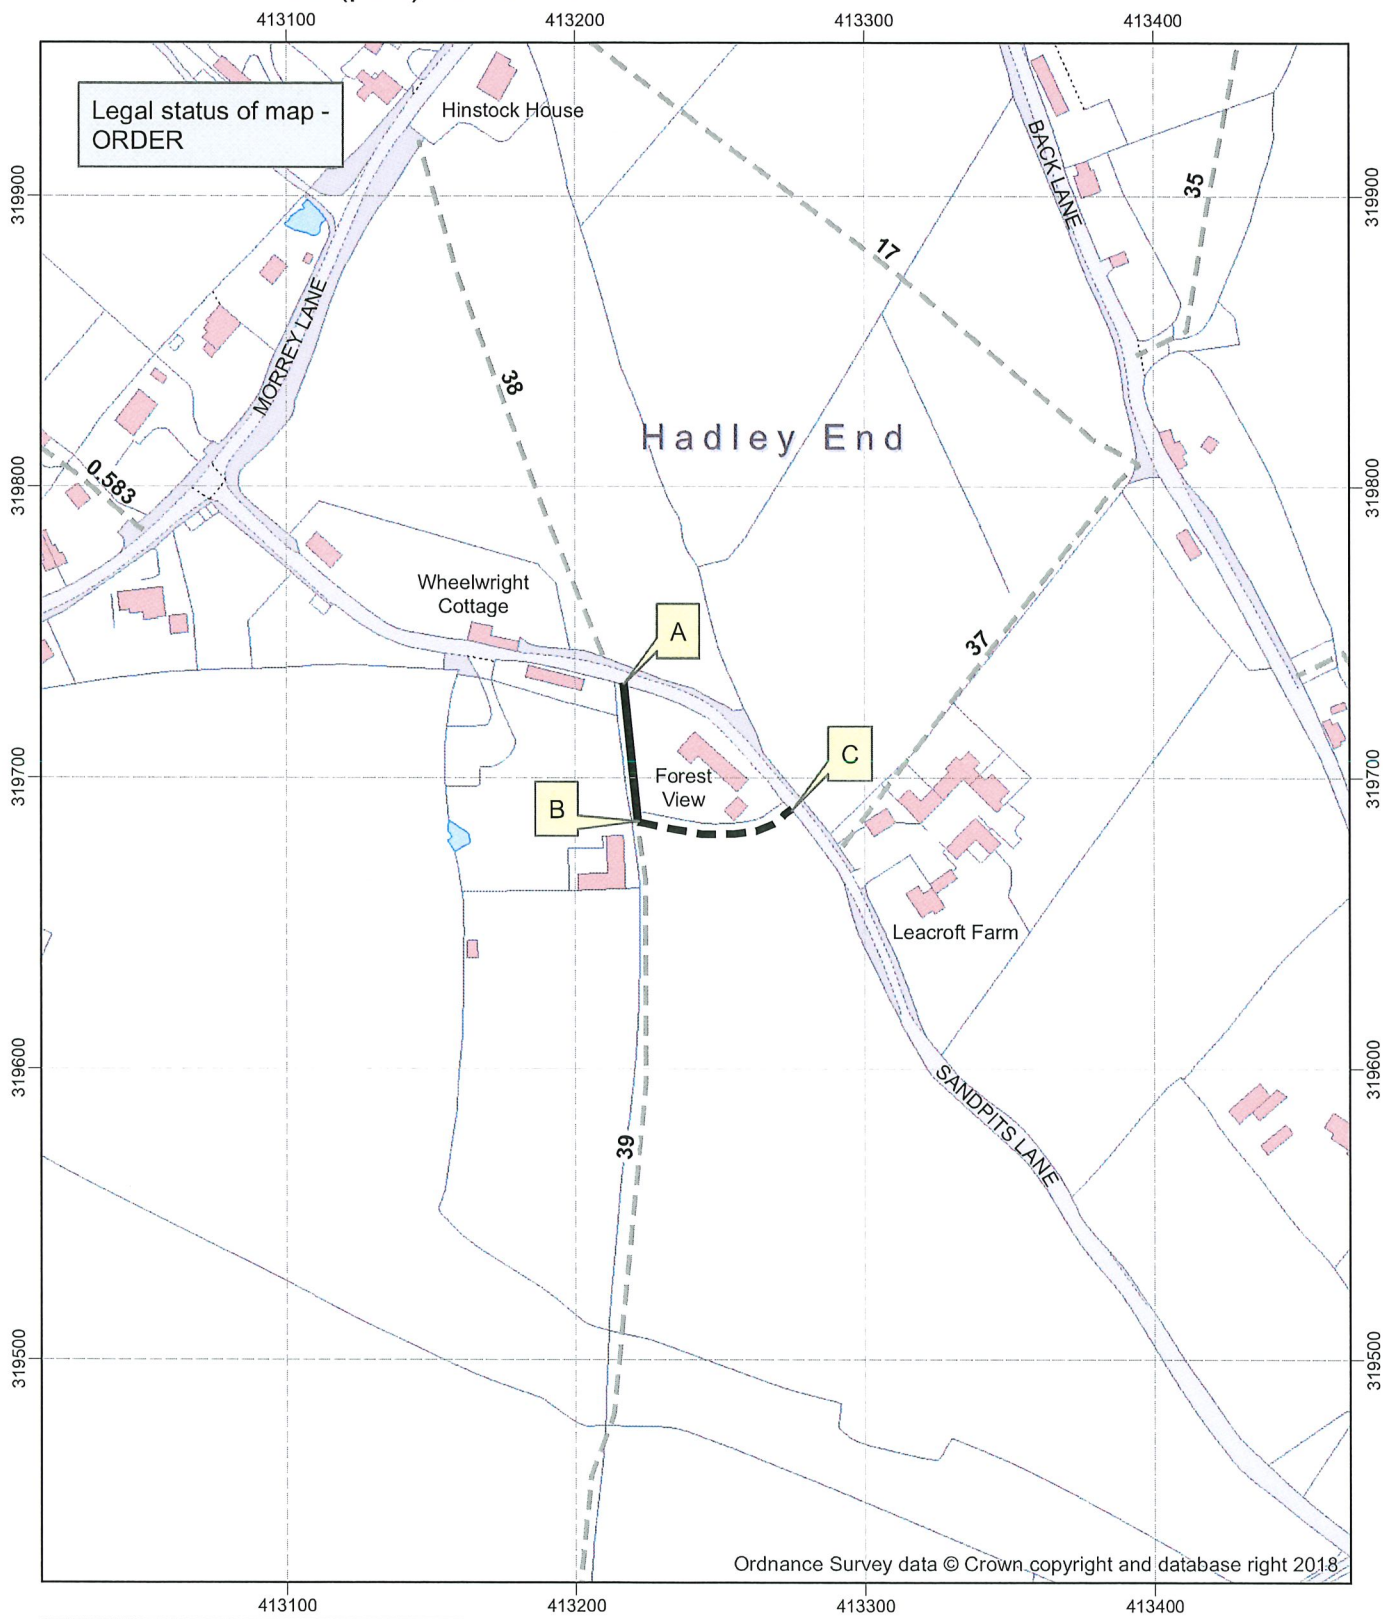 413100
413200
413300
413400
Legal status of map -
ORDER
Hinstock House
BACK LANE
35
319900
319900
17
MORREY LANE
38
Hadley End
0.583
319800
319800
Wheelwright
Cottage
A
37
C
Forest
View
B
319700
319700
Leacroft Farm
319600
319600
SANDPITS LANE
39
319500
319500
Ordnance Survey data © Crown copyright and database right 2018
413100
413200
413300
413400